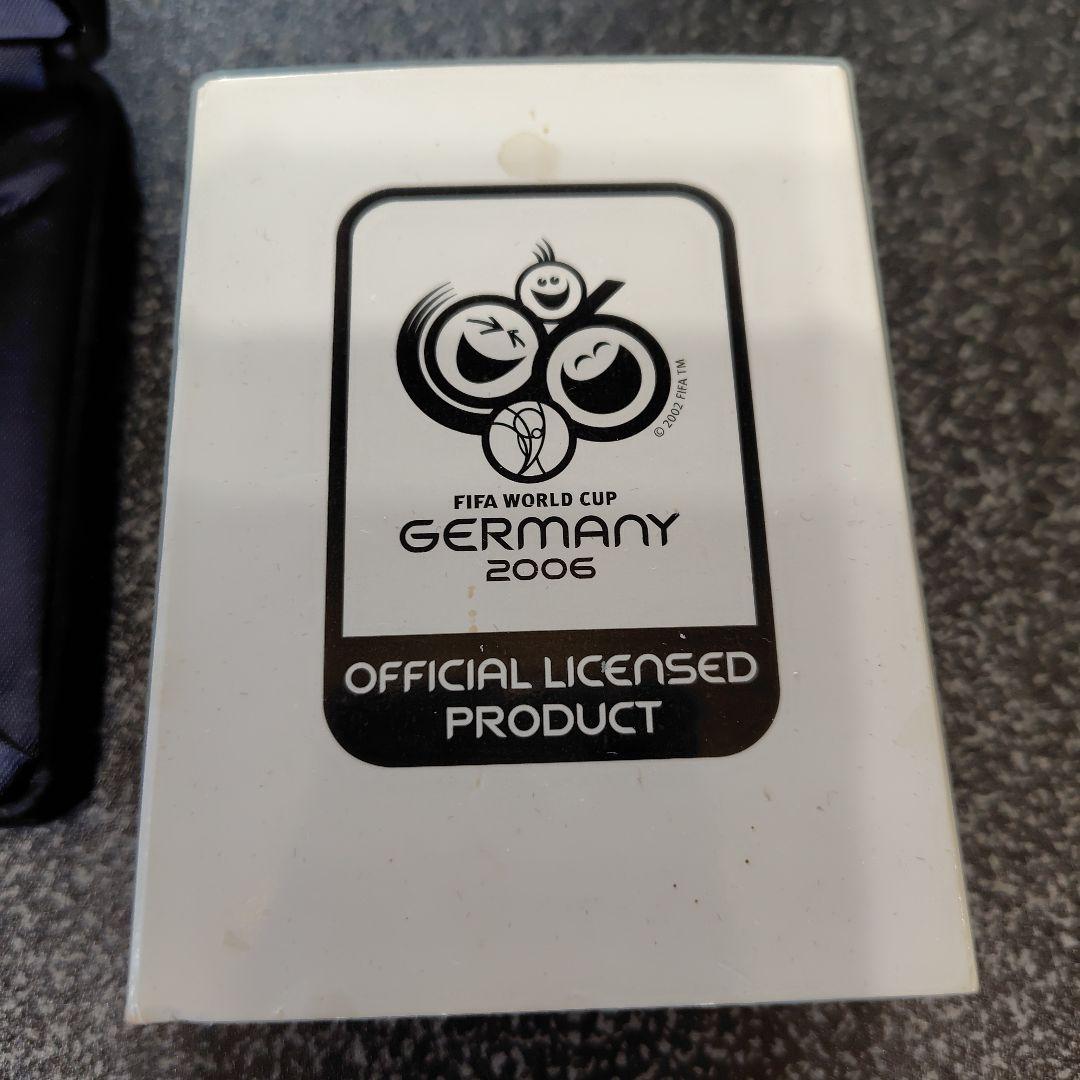 © 2002 FIFA TM
FIFA WORLD CUP
GERMANY
2006
OFFICIAL LICENSED
PRODUCT